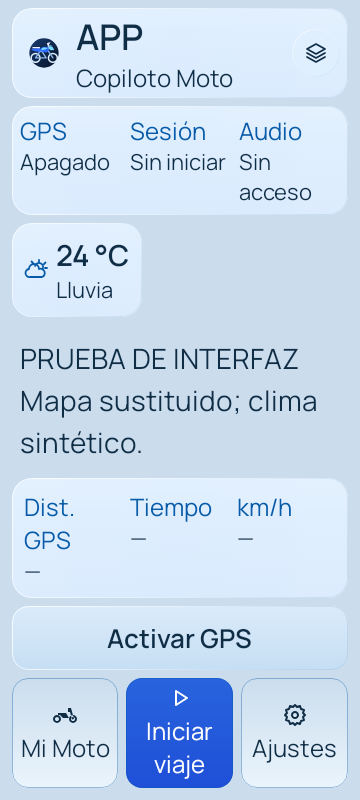 APP
Copiloto Moto
GPS Sesión Audio
Apagado Sin iniciar Sin
acceso
24 °C
Lluvia
PRUEBA DE INTERFAZ
Mapa sustituido; clima
sintético.
Dist. Tiempo km/h
GPS — —
—
Activar GPS
Mi Moto
Iniciar
viaje
Ajustes